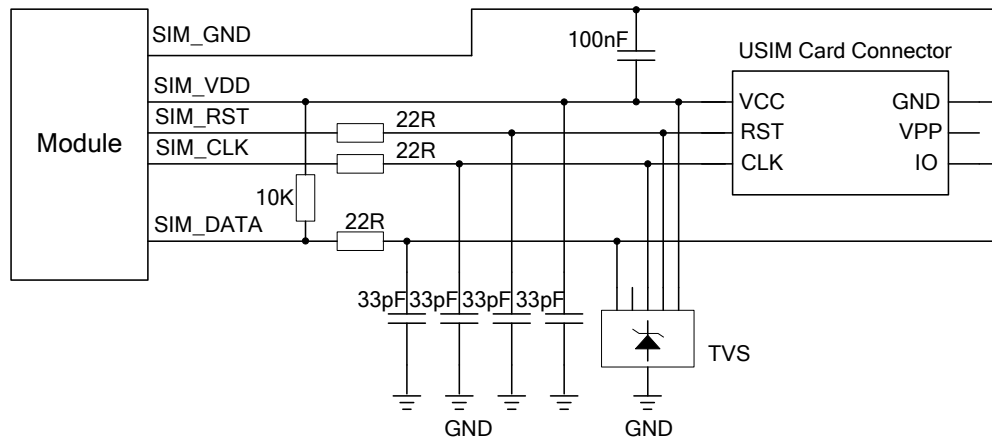 SIM_GND
100nF
USIM Card Connector
SIM_VDD
VCC
GND
SIM_RST
22R
RST
VPP
Module
SIM_CLK
22R
CLK
IO
10K
SIM_DATA
22R
33pF 33pF 33pF 33pF
TVS
GND
GND